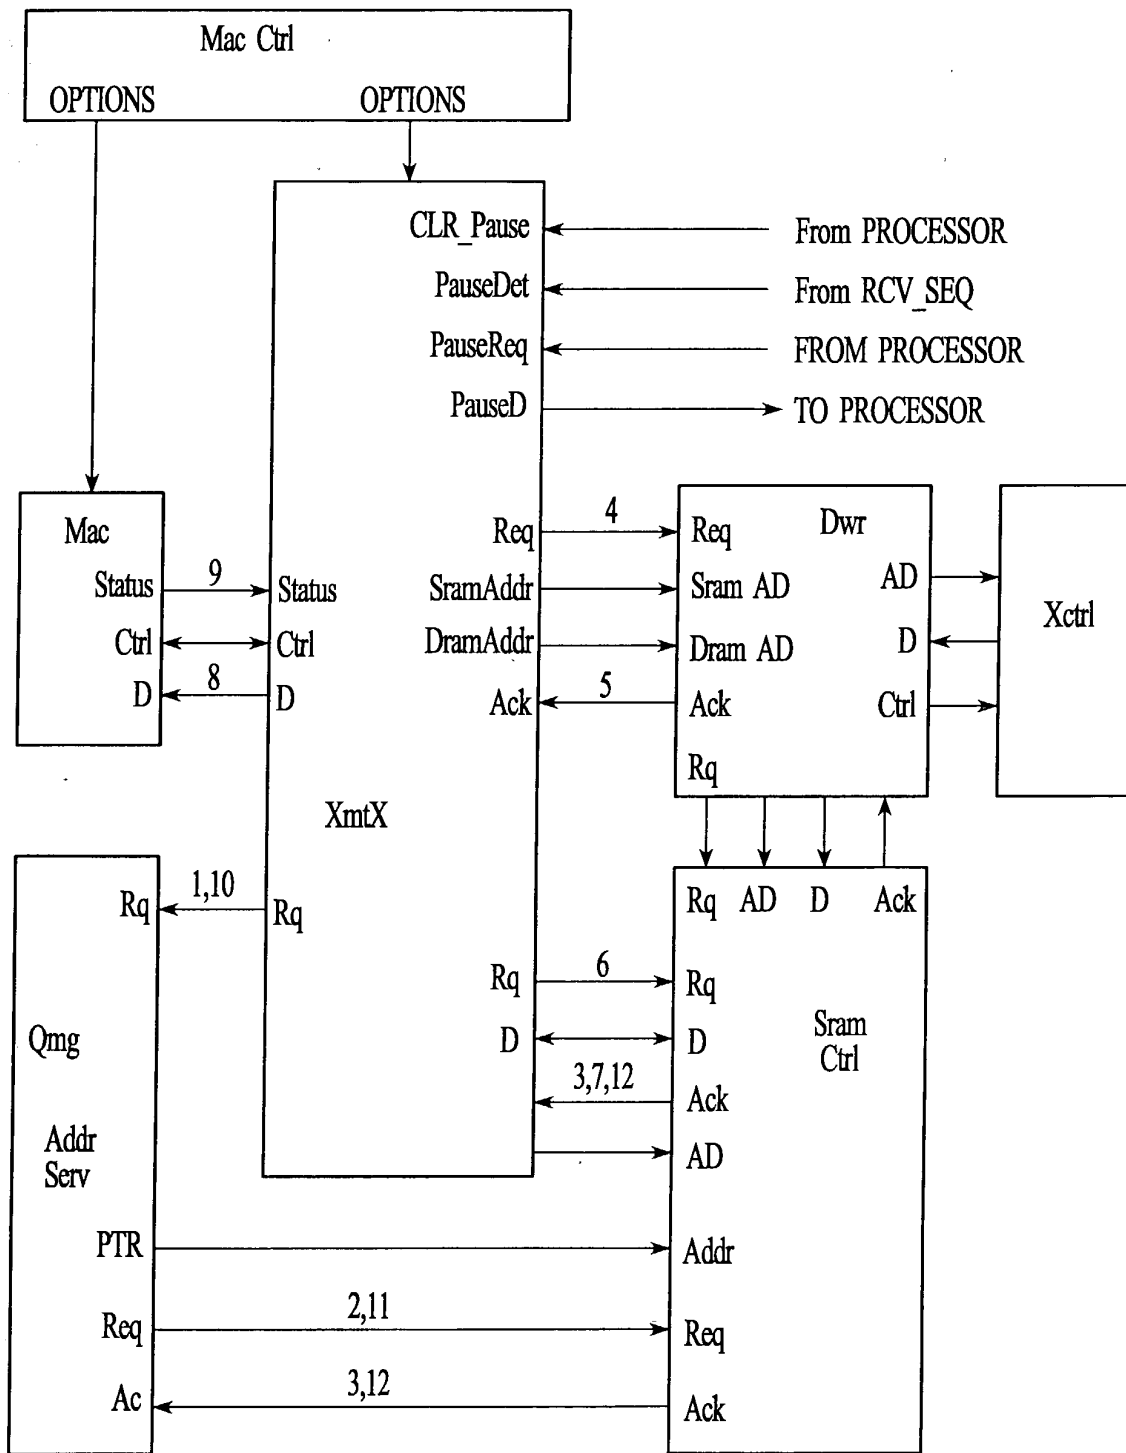 Mac Ctrl
OPTIONS OPTIONS
CLR_Pause From PROCESSOR
PauseDet From RCV_SEQ
PauseReq FROM PROCESSOR
PauseD TO PROCESSOR
Mac
Status 9 Status
Ctrl Ctrl
D 8 D
XmtX
Req 4 Req Dwr
SramAddr Sram AD
DramAddr Dram AD
Ack 5 Ack
Rq
AD
D
Ctrl
Xctrl
Rq 1,10 Rq
Qmg
Addr
Serv
PTR Addr
Req 2,11 Req
Ac 3,12 Ack
Rq AD D Ack
Rq 6 Rq
D D
3,7,12 Ack
AD
Sram
Ctrl